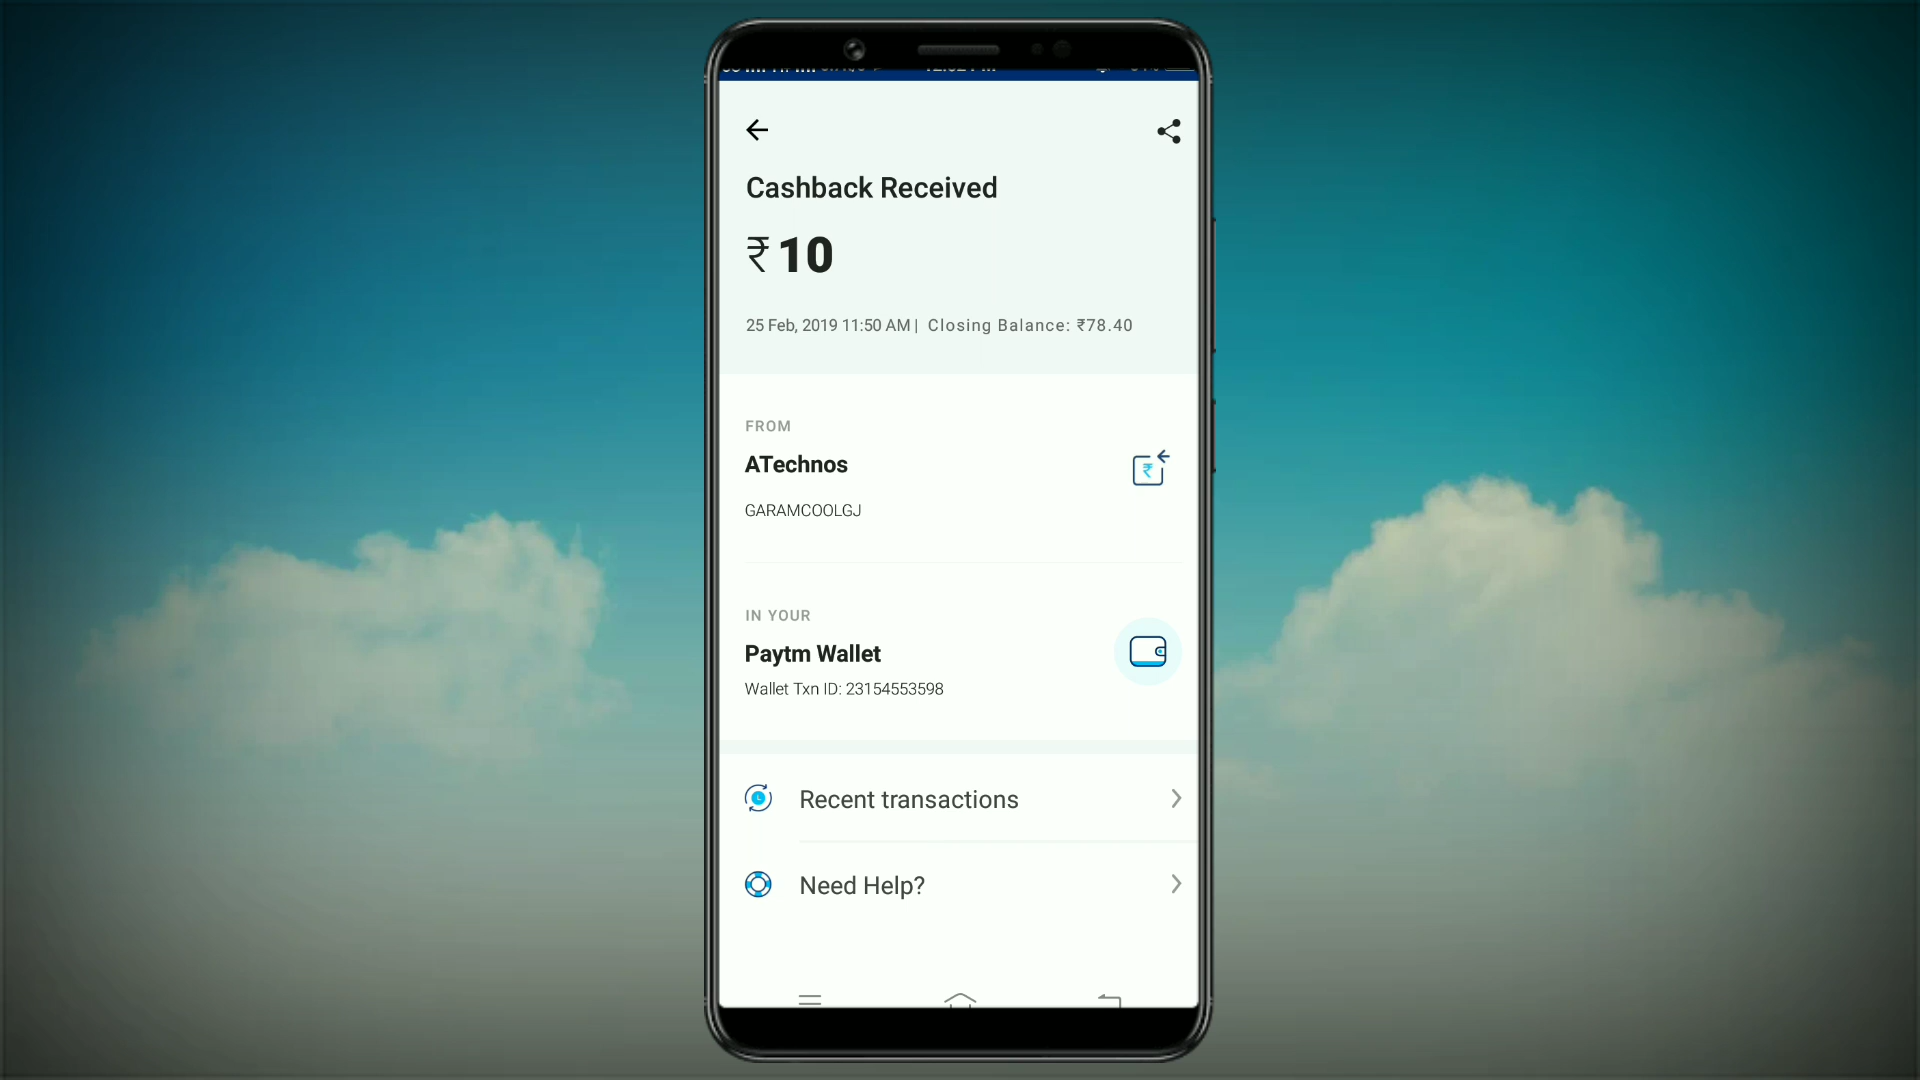 Cashback Received
₹10
25 Feb, 2019 11:50 AM | Closing Balance: ₹78.40
FROM
ATechnos
GARAMCOOLGJ
IN YOUR
Paytm Wallet
Wallet Txn ID: 23154553598
Recent transactions
Need Help?